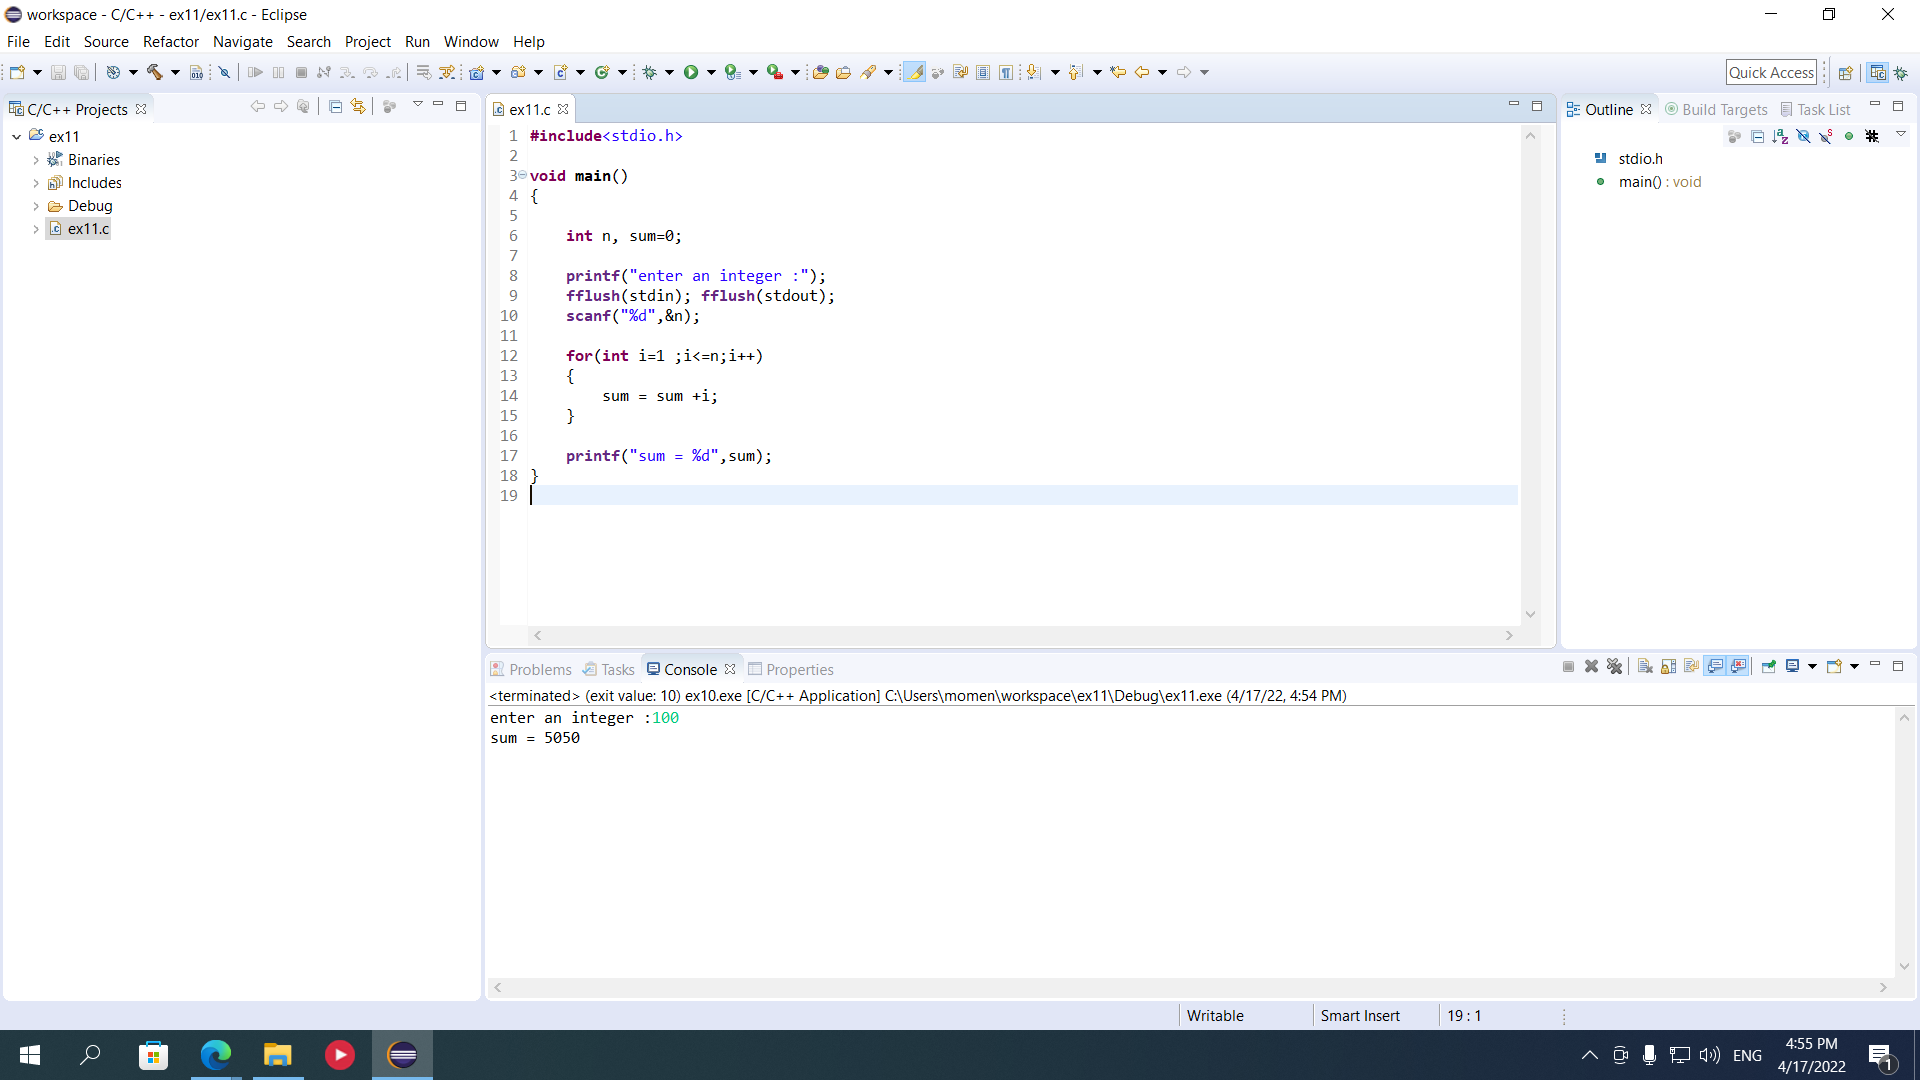 workspace - C/C++ - ex11/ex11.c - Eclipse
File Edit Source Refactor Navigate Search Project Run Window Help
Quick Access
C/C++ Projects
ex11
Binaries
Includes
Debug
ex11.c
ex11.c
1 #include<stdio.h>
2
3 void main()
4 {
5
6     int n, sum=0;
7
8     printf("enter an integer :");
9     fflush(stdin); fflush(stdout);
10     scanf("%d",&n);
11
12     for(int i=1 ;i<=n;i++)
13     {
14         sum = sum +i;
15     }
16
17     printf("sum = %d",sum);
18 }
19
Outline Build Targets Task List
stdio.h
main() : void
Problems Tasks Console Properties
<terminated> (exit value: 10) ex10.exe [C/C++ Application] C:\Users\momen\workspace\ex11\Debug\ex11.exe (4/17/22, 4:54 PM)
enter an integer :100
sum = 5050
Writable Smart Insert 19 : 1
ENG
4:55 PM
4/17/2022
1